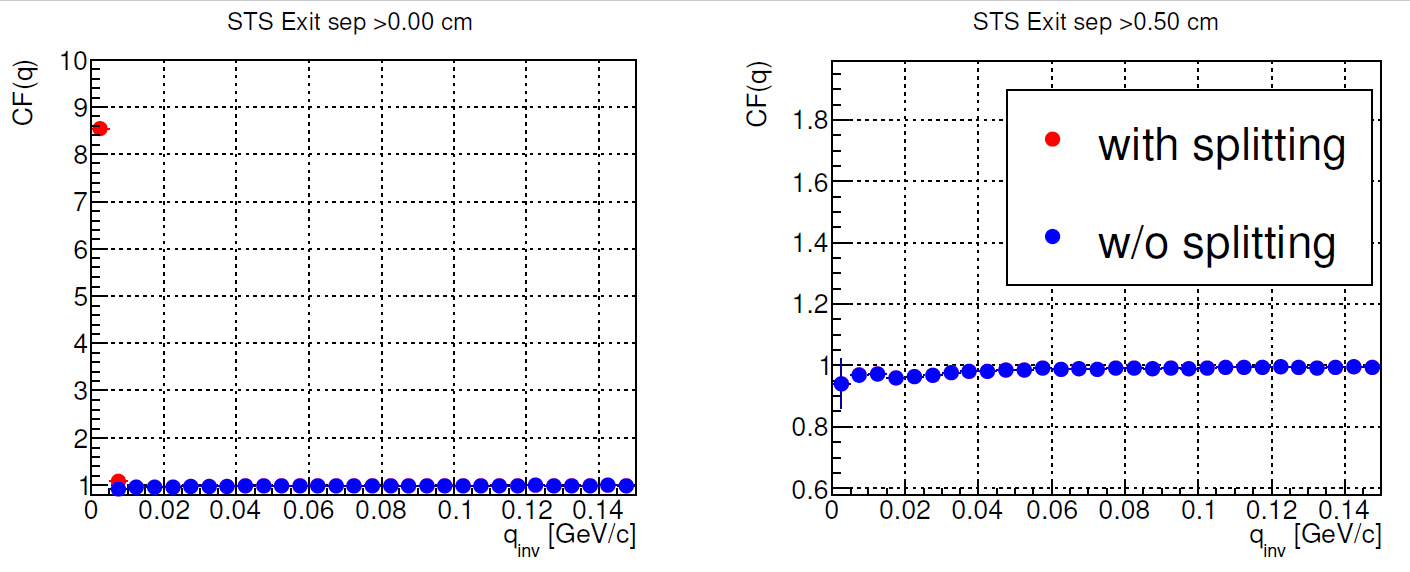 STS Exit sep >0.00 cm
CF(q)
10
9
8
7
6
5
4
3
2
1
0 0.02 0.04 0.06 0.08 0.1 0.12 0.14
q_inv [GeV/c]
STS Exit sep >0.50 cm
CF(q)
1.8
1.6
1.4
1.2
1
0.8
0.6
0 0.02 0.04 0.06 0.08 0.1 0.12 0.14
q_inv [GeV/c]
with splitting
w/o splitting